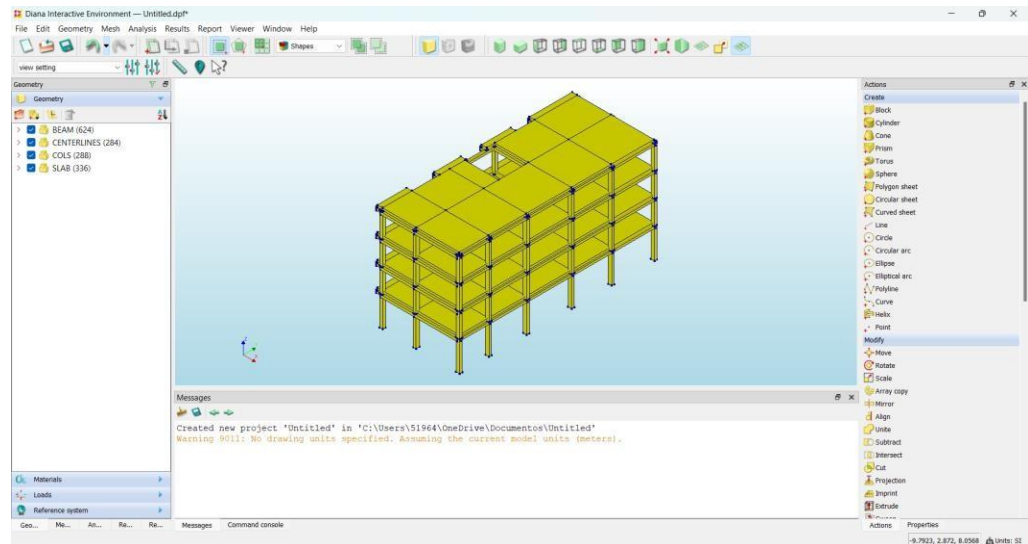 Diana Interactive Environment — Untitled.dpf*
File Edit Geometry Mesh Analysis Results Report Viewer Window Help
Shapes
view setting
Geometry
Geometry
BEAM (624)
CENTERLINES (284)
COLS (288)
SLAB (336)
Materials
Loads
Reference system
Geo... Me... An... Re... Re...
Messages
Created new project 'Untitled' in 'C:\Users\51964\OneDrive\Documentos\Untitled'
Warning 9011: No drawing units specified. Assuming the current model units (meters).
Messages Command console
Actions
Create
Block
Cylinder
Cone
Prism
Torus
Sphere
Polygon sheet
Circular sheet
Curved sheet
Line
Circle
Circular arc
Ellipse
Elliptical arc
Polyline
Curve
Helix
Point
Modify
Move
Rotate
Scale
Array copy
Mirror
Align
Unite
Subtract
Intersect
Cut
Projection
Imprint
Extrude
Actions Properties
-9.7923, 2.872, 8.0568 Units: SI